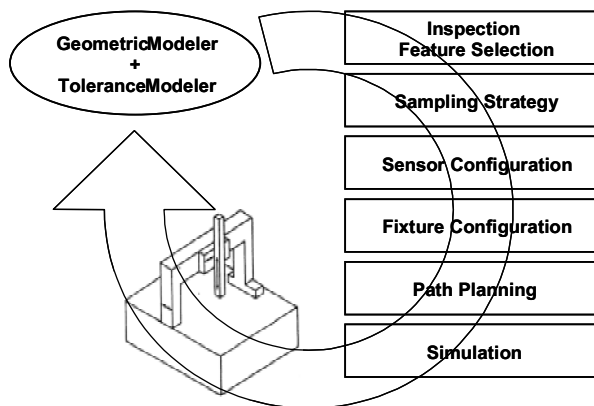 GeometricModeler
+
ToleranceModeler
Inspection
Feature Selection
Sampling Strategy
Sensor Configuration
Fixture Configuration
Path Planning
Simulation